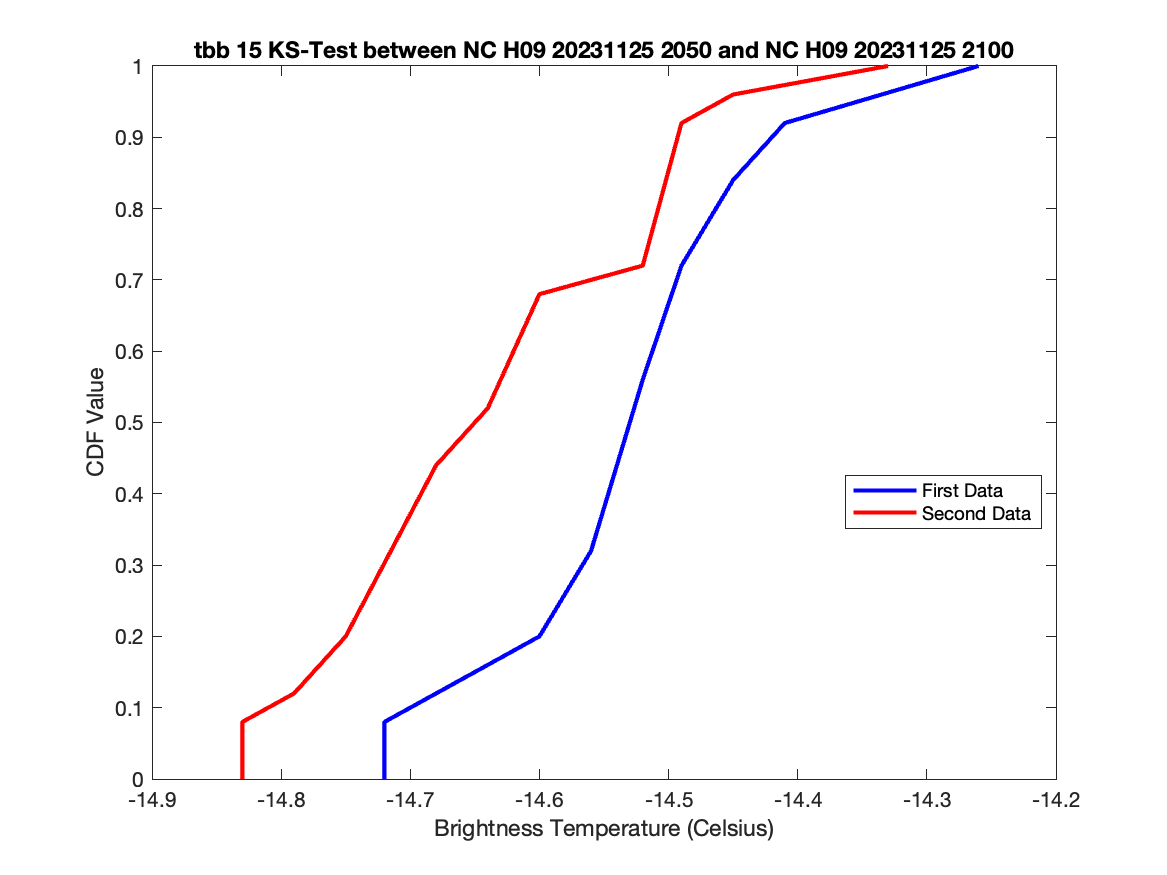 tbb 15 KS-Test between NC H09 20231125 2050 and NC H09 20231125 2100
1
0.9
0.8
0.7
0.6
0.5
0.4
0.3
0.2
0.1
0
CDF Value
First Data
Second Data
-14.9 -14.8 -14.7 -14.6 -14.5 -14.4 -14.3 -14.2
Brightness Temperature (Celsius)